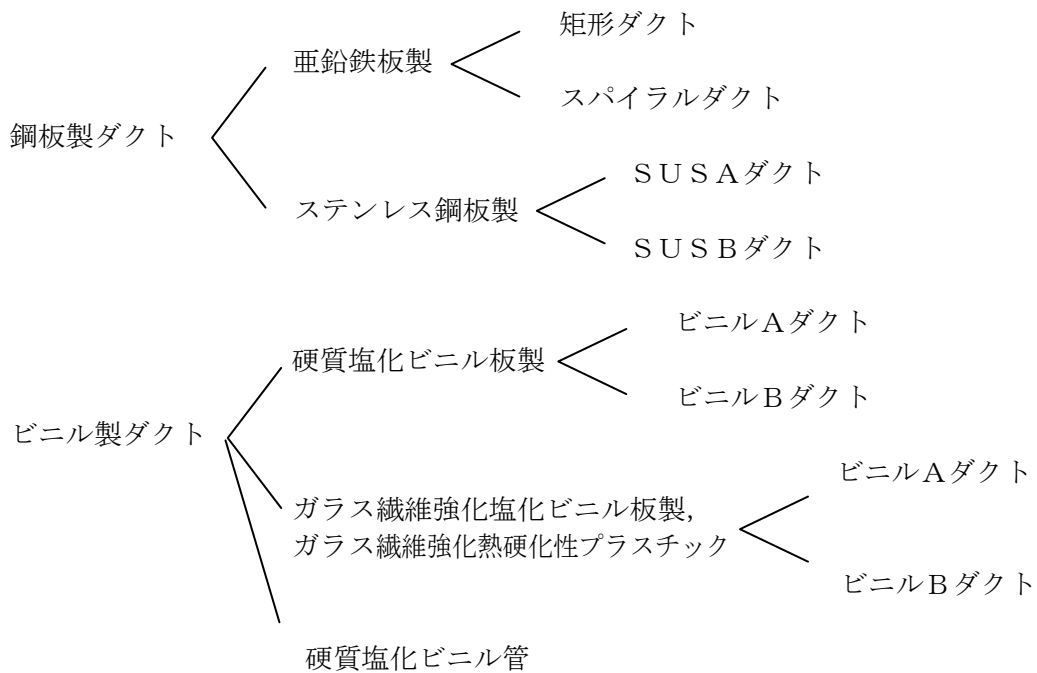 矩形ダクト
亜鉛鉄板製
スパイラルダクト
鋼板製ダクト
ＳＵＳＡダクト
ステンレス鋼板製
ＳＵＳＢダクト
ビニルＡダクト
硬質塩化ビニル板製
ビニルＢダクト
ビニル製ダクト
ビニルＡダクト
ガラス繊維強化塩化ビニル板製,
ガラス繊維強化熱硬化性プラスチック
ビニルＢダクト
硬質塩化ビニル管